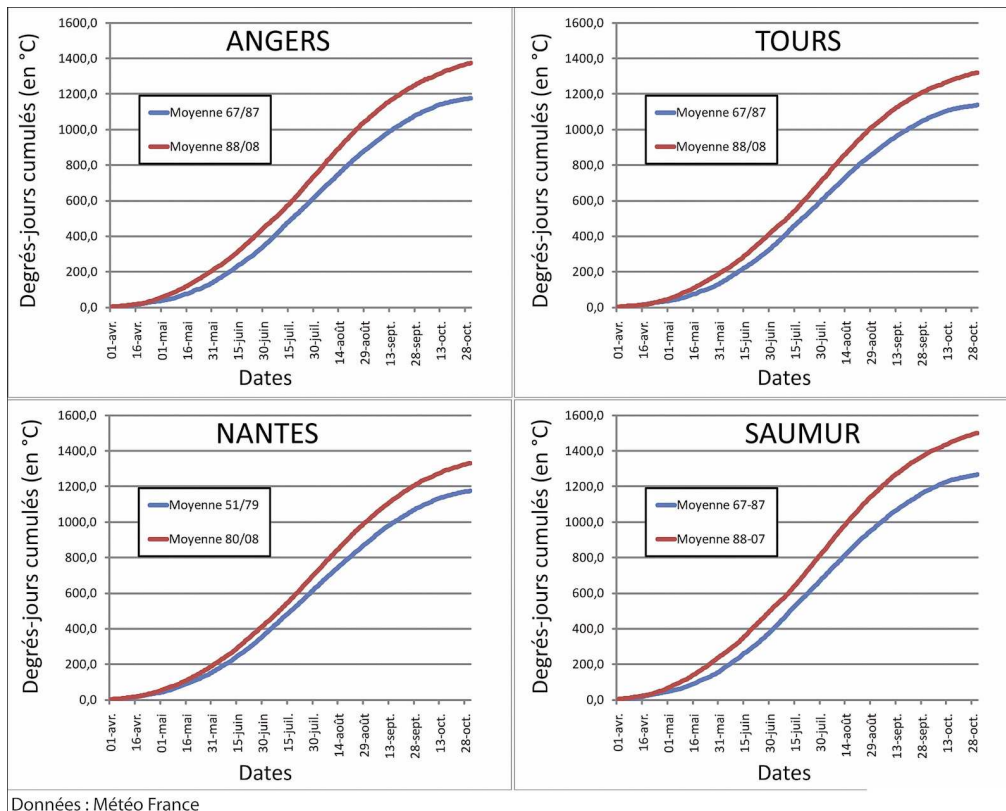 ANGERS
Degrés-jours cumulés (en °C)
1600,0
1400,0
1200,0
1000,0
800,0
600,0
400,0
200,0
0,0
Moyenne 67/87
Moyenne 88/08
01-avr.
16-avr.
01-mai
16-mai
31-mai
15-juin
30-juin
15-juil.
30-juil.
14-août
29-août
13-sept.
28-sept.
13-oct.
28-oct.
Dates
TOURS
Degrés-jours cumulés (en °C)
1600,0
1400,0
1200,0
1000,0
800,0
600,0
400,0
200,0
0,0
Moyenne 67/87
Moyenne 88/08
01-avr.
16-avr.
01-mai
16-mai
31-mai
15-juin
30-juin
15-juil.
30-juil.
14-août
29-août
13-sept.
28-sept.
13-oct.
28-oct.
Dates
NANTES
Degrés-jours cumulés (en °C)
1600,0
1400,0
1200,0
1000,0
800,0
600,0
400,0
200,0
0,0
Moyenne 51/79
Moyenne 80/08
01-avr.
16-avr.
01-mai
16-mai
31-mai
15-juin
30-juin
15-juil.
30-juil.
14-août
29-août
13-sept.
28-sept.
13-oct.
28-oct.
Dates
SAUMUR
Degrés-jours cumulés (en °C)
1600,0
1400,0
1200,0
1000,0
800,0
600,0
400,0
200,0
0,0
Moyenne 67-87
Moyenne 88-07
01-avr.
16-avr.
01-mai
16-mai
31-mai
15-juin
30-juin
15-juil.
30-juil.
14-août
29-août
13-sept.
28-sept.
13-oct.
28-oct.
Dates
Données : Météo France